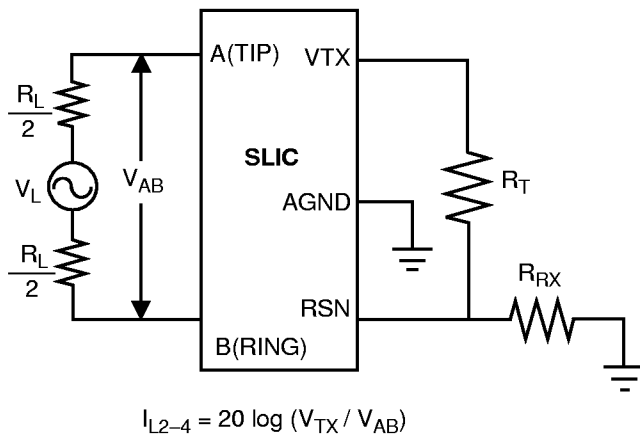 A(TIP)
VTX
R_L
2
SLIC
V_L
V_AB
R_T
AGND
R_L
2
R_RX
RSN
B(RING)
I_L2–4 = 20 log (V_TX / V_AB)